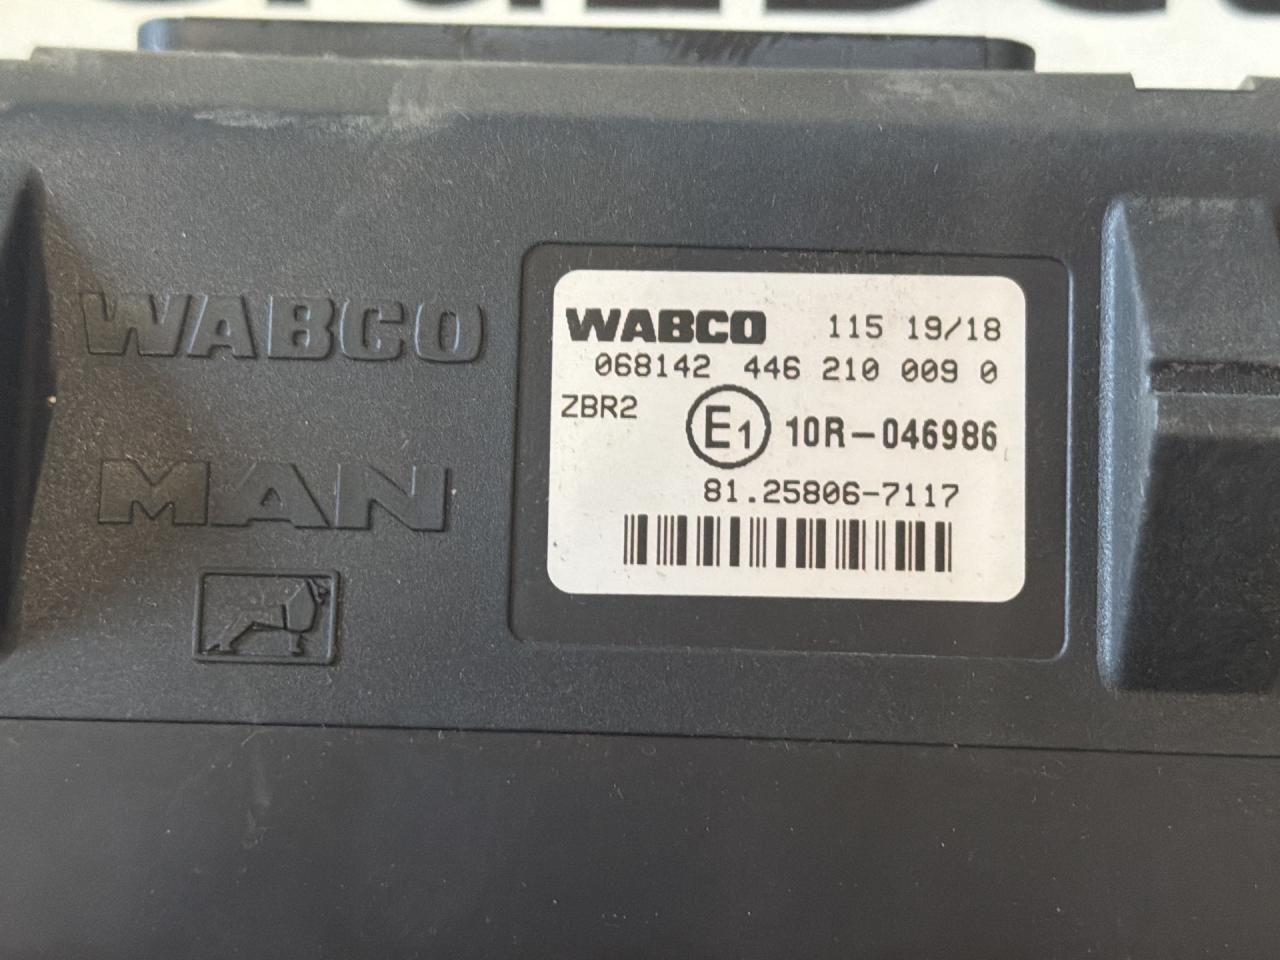 WABCO
MAN
WABCO 115 19/18
068142 446 210 009 0
ZBR2 E1 10R-046986
81.25806-7117